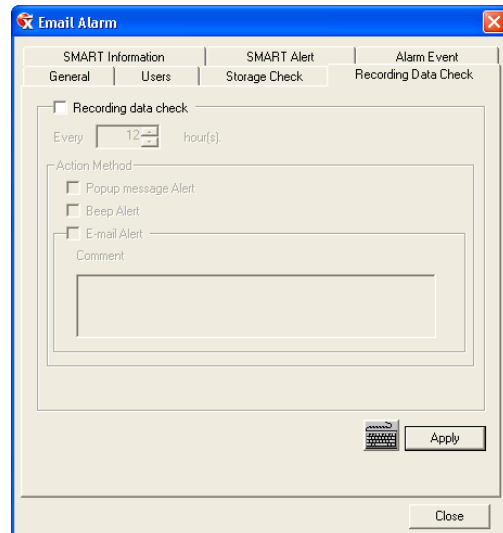 Email Alarm
SMART Information SMART Alert Alarm Event
General Users Storage Check Recording Data Check
Recording data check
Every 12 hour(s).
Action Method
Popup message Alert
Beep Alert
E-mail Alert
Comment
Apply
Close